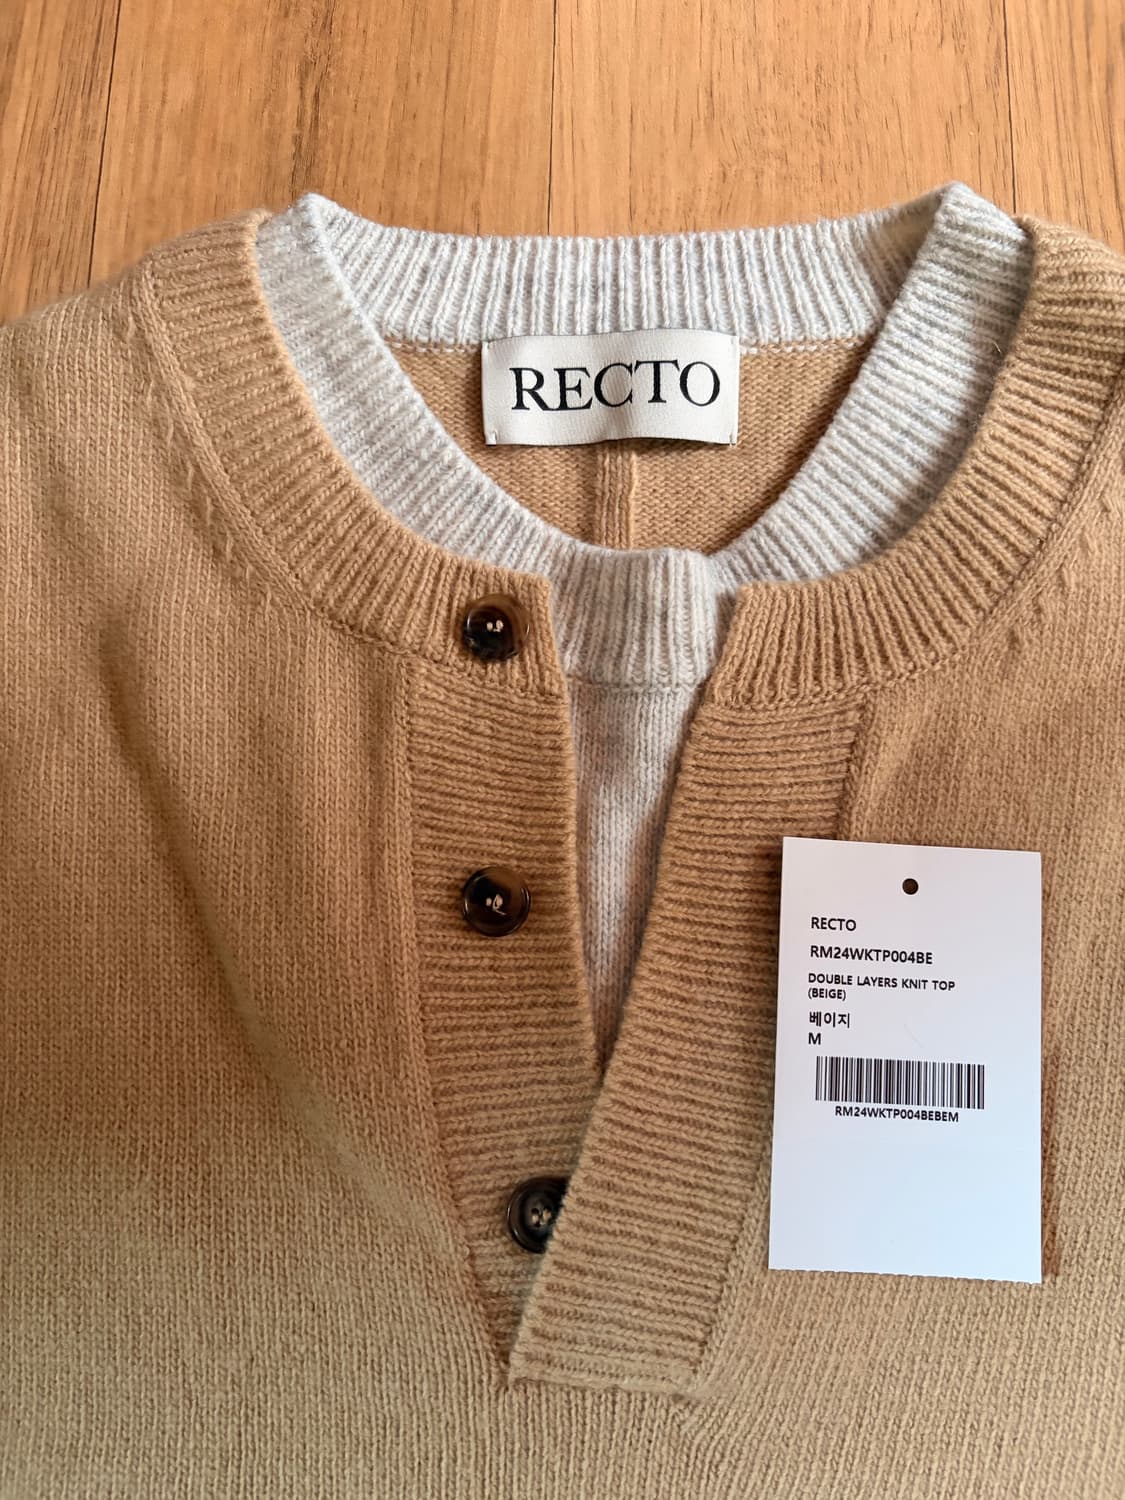 RECTO
RECTO
RM24WKTP004BE
DOUBLE LAYERS KNIT TOP
(BEIGE)
베이지
M
RM24WKTP004BEBEM